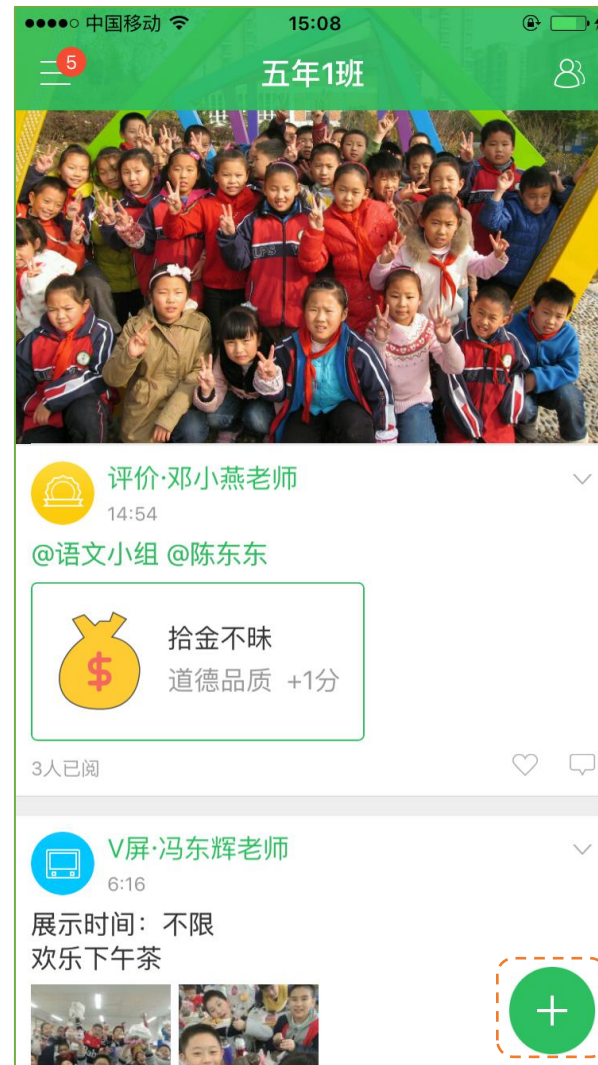 中国移动 15:08
5
五年1班
评价·邓小燕老师
14:54
@语文小组 @陈东东
拾金不昧
道德品质 +1分
3人已阅
V屏·冯东辉老师
6:16
展示时间：不限
欢乐下午茶